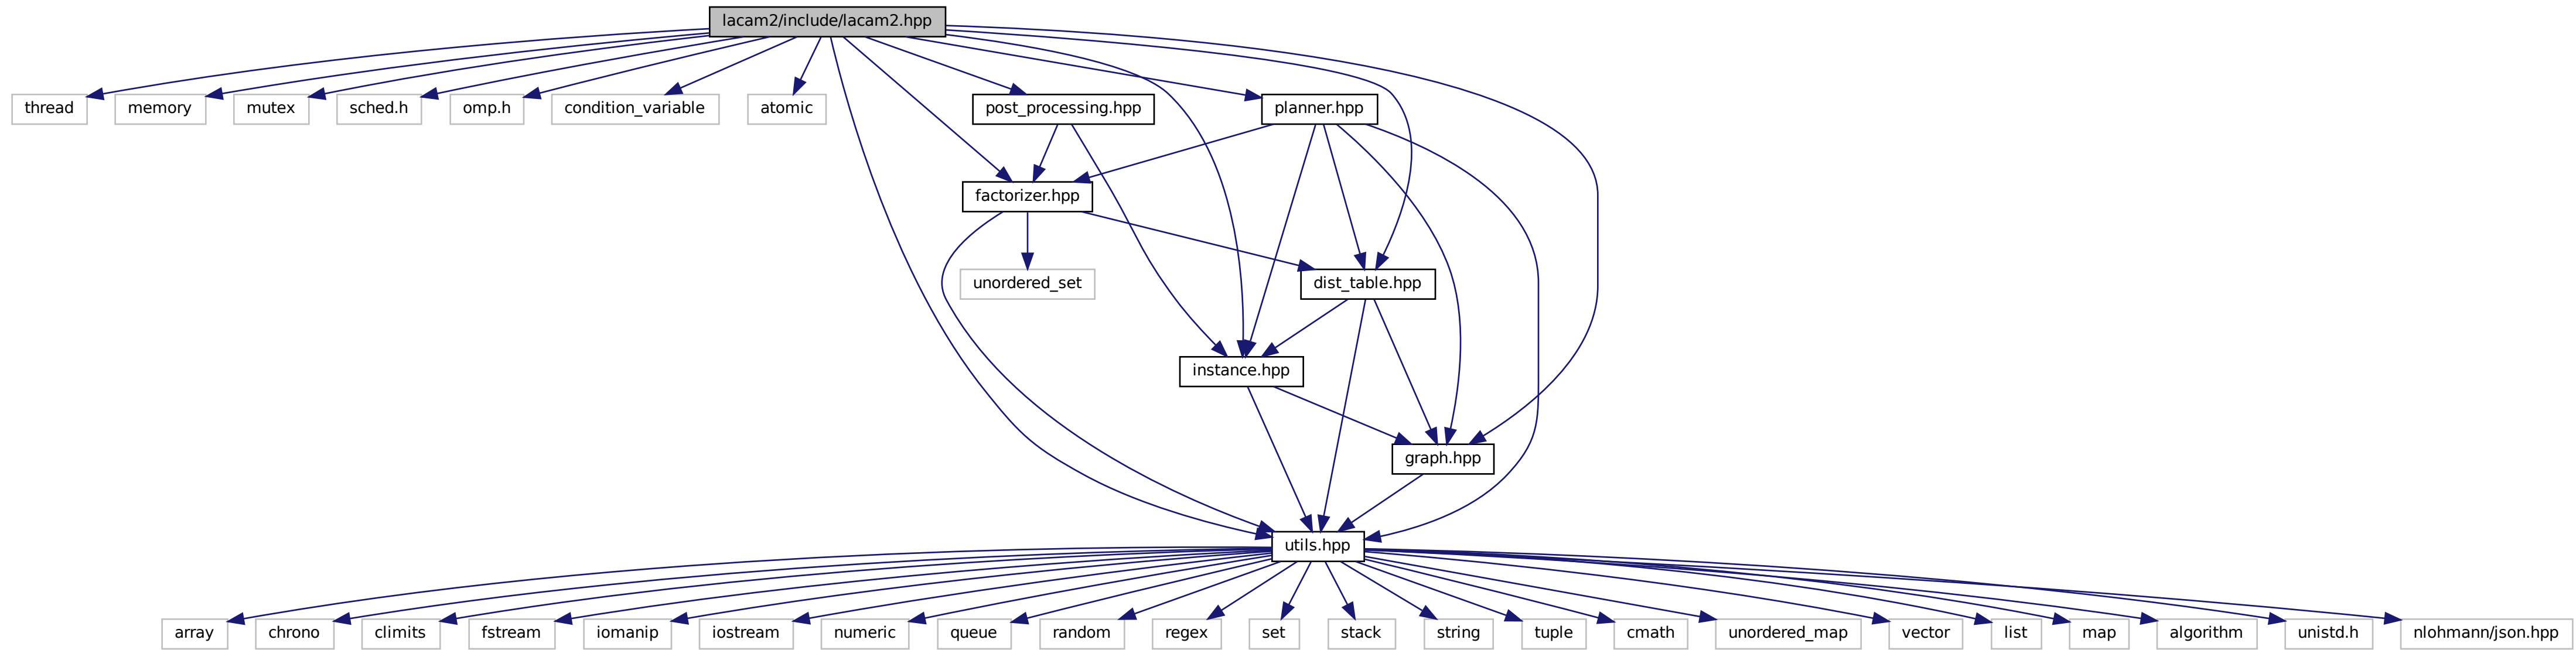 lacam2/include/lacam2.hpp
thread
memory
mutex
sched.h
omp.h
condition_variable
atomic
post_processing.hpp
planner.hpp
factorizer.hpp
unordered_set
dist_table.hpp
instance.hpp
graph.hpp
utils.hpp
array
chrono
climits
fstream
iomanip
iostream
numeric
queue
random
regex
set
stack
string
tuple
cmath
unordered_map
vector
list
map
algorithm
unistd.h
nlohmann/json.hpp